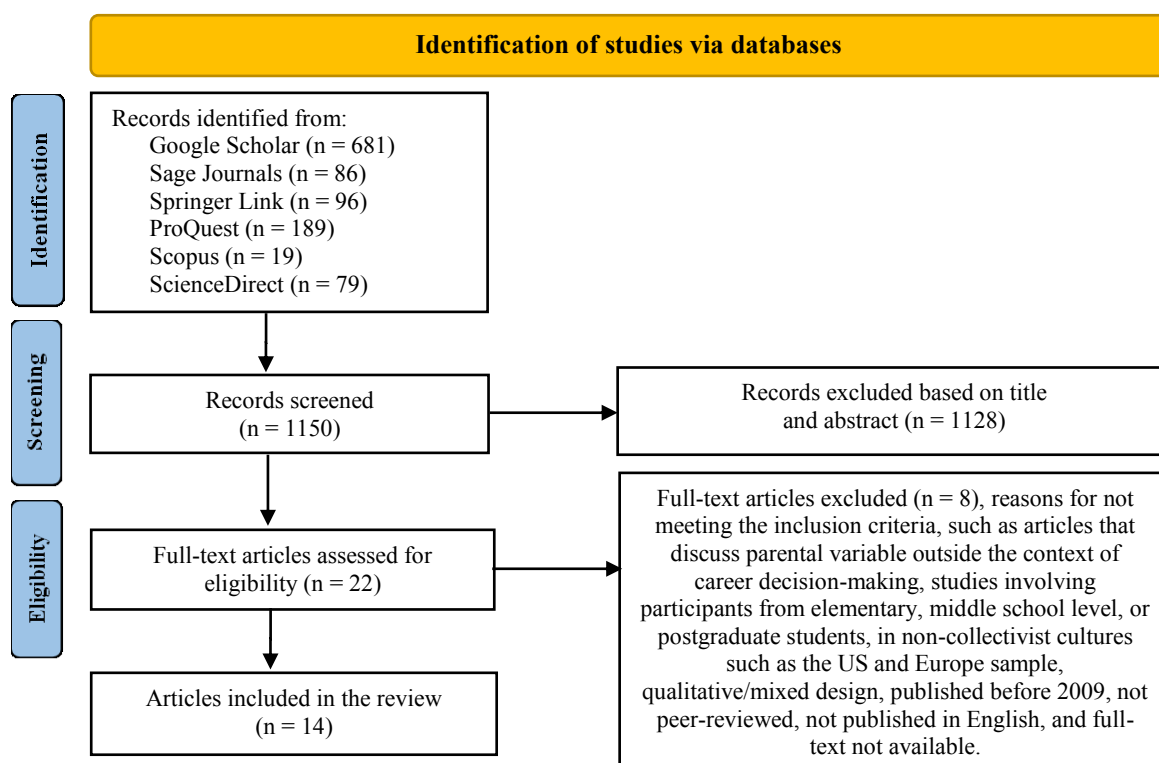 Identification of studies via databases
Identification
Records identified from:
Google Scholar (n = 681)
Sage Journals (n = 86)
Springer Link (n = 96)
ProQuest (n = 189)
Scopus (n = 19)
ScienceDirect (n = 79)
Screening
Records screened
(n = 1150)
Records excluded based on title
and abstract (n = 1128)
Eligibility
Full-text articles assessed for
eligibility (n = 22)
Full-text articles excluded (n = 8), reasons for not
meeting the inclusion criteria, such as articles that
discuss parental variable outside the context of
career decision-making, studies involving
participants from elementary, middle school level, or
postgraduate students, in non-collectivist cultures
such as the US and Europe sample,
qualitative/mixed design, published before 2009, not
peer-reviewed, not published in English, and full-
text not available.
Articles included in the review
(n = 14)